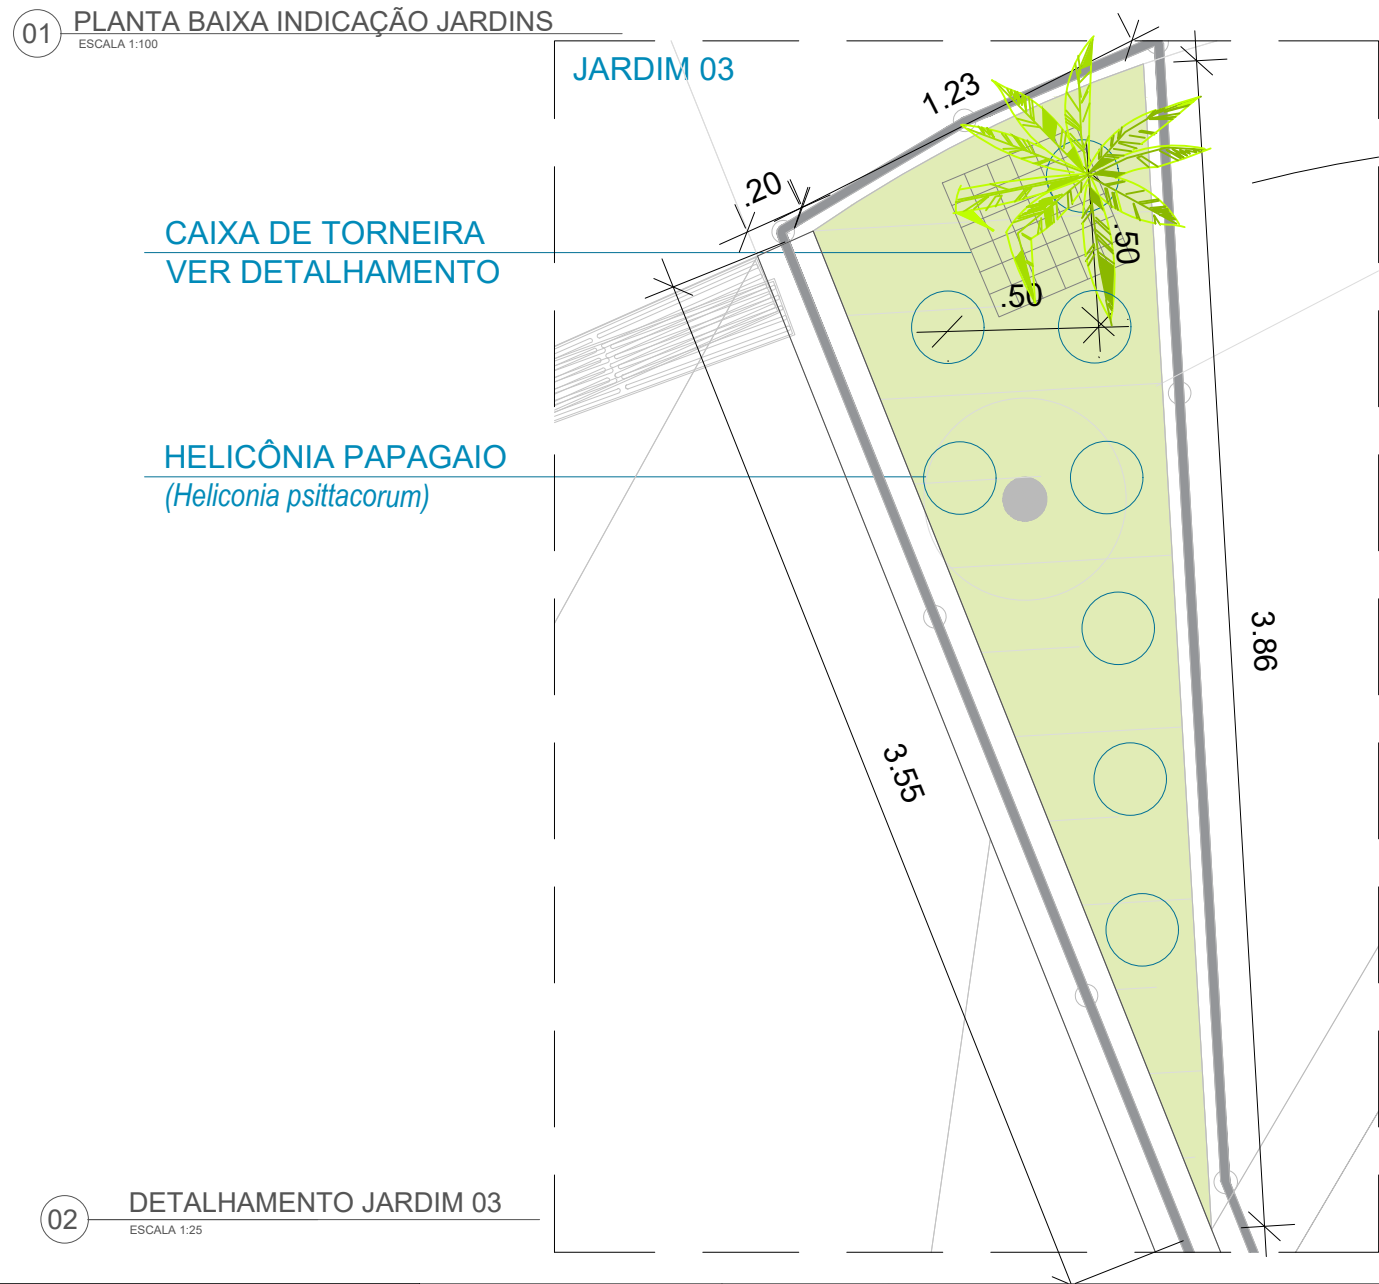 01 PLANTA BAIXA INDICAÇÃO JARDINS
ESCALA 1:100
JARDIM 03
1.23
.20
CAIXA DE TORNEIRA
VER DETALHAMENTO
.50
.50
HELICÔNIA PAPAGAIO
(Heliconia psittacorum)
3.86
3.55
02 DETALHAMENTO JARDIM 03
ESCALA 1:25